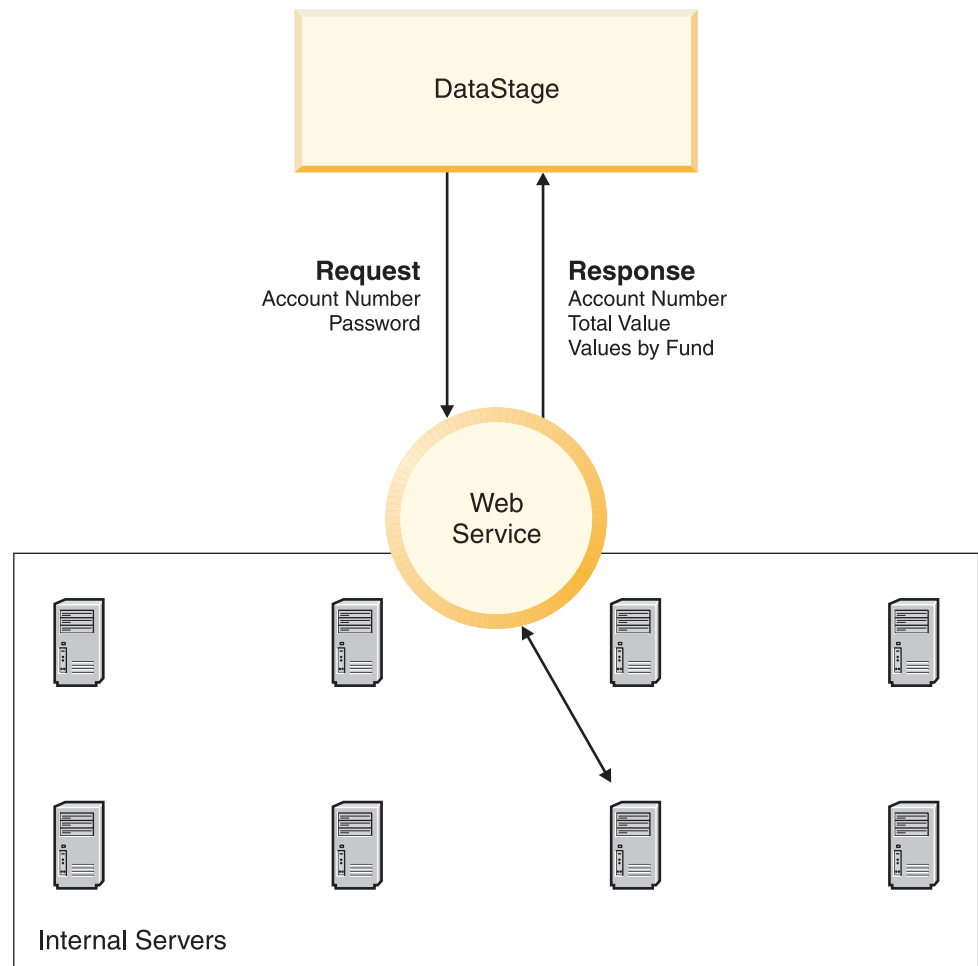 DataStage
Request
Account Number
Password
Response
Account Number
Total Value
Values by Fund
Web
Service
Internal Servers